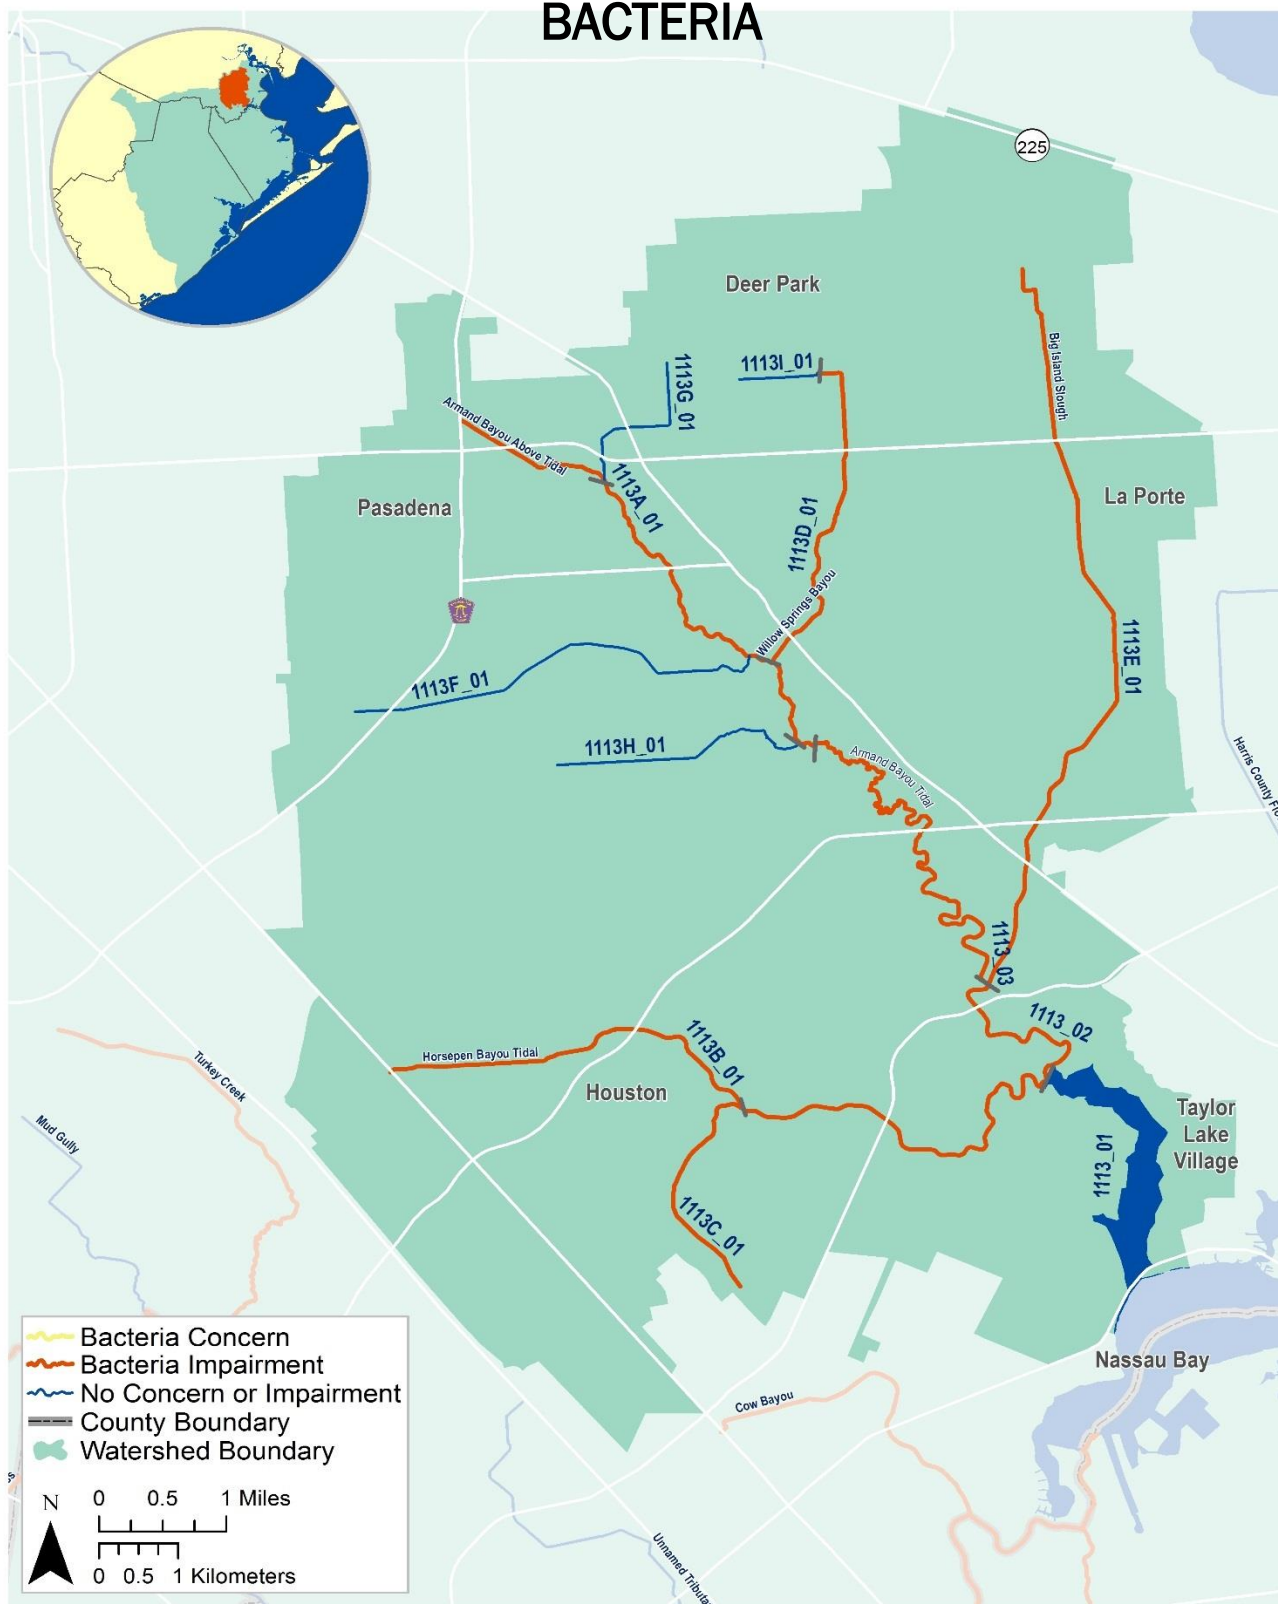 BACTERIA
225
Deer Park
1113I_01
1113G_01
Big Island Slough
Armand Bayou Above Tidal
1113A_01
Pasadena
La Porte
1113D_01
Willow Springs Bayou
1113E_01
1113F_01
1113H_01
Armand Bayou Tidal
Harris County Flo
1113_03
1113_02
1113B_01
Horsepen Bayou Tidal
Turkey Creek
Houston
Mud Gully
Taylor
Lake
Village
1113_01
1113C_01
Nassau Bay
Cow Bayou
Unnamed Tributa
Bacteria Concern
Bacteria Impairment
No Concern or Impairment
County Boundary
Watershed Boundary
N
0 0.5 1 Miles
0 0.5 1 Kilometers